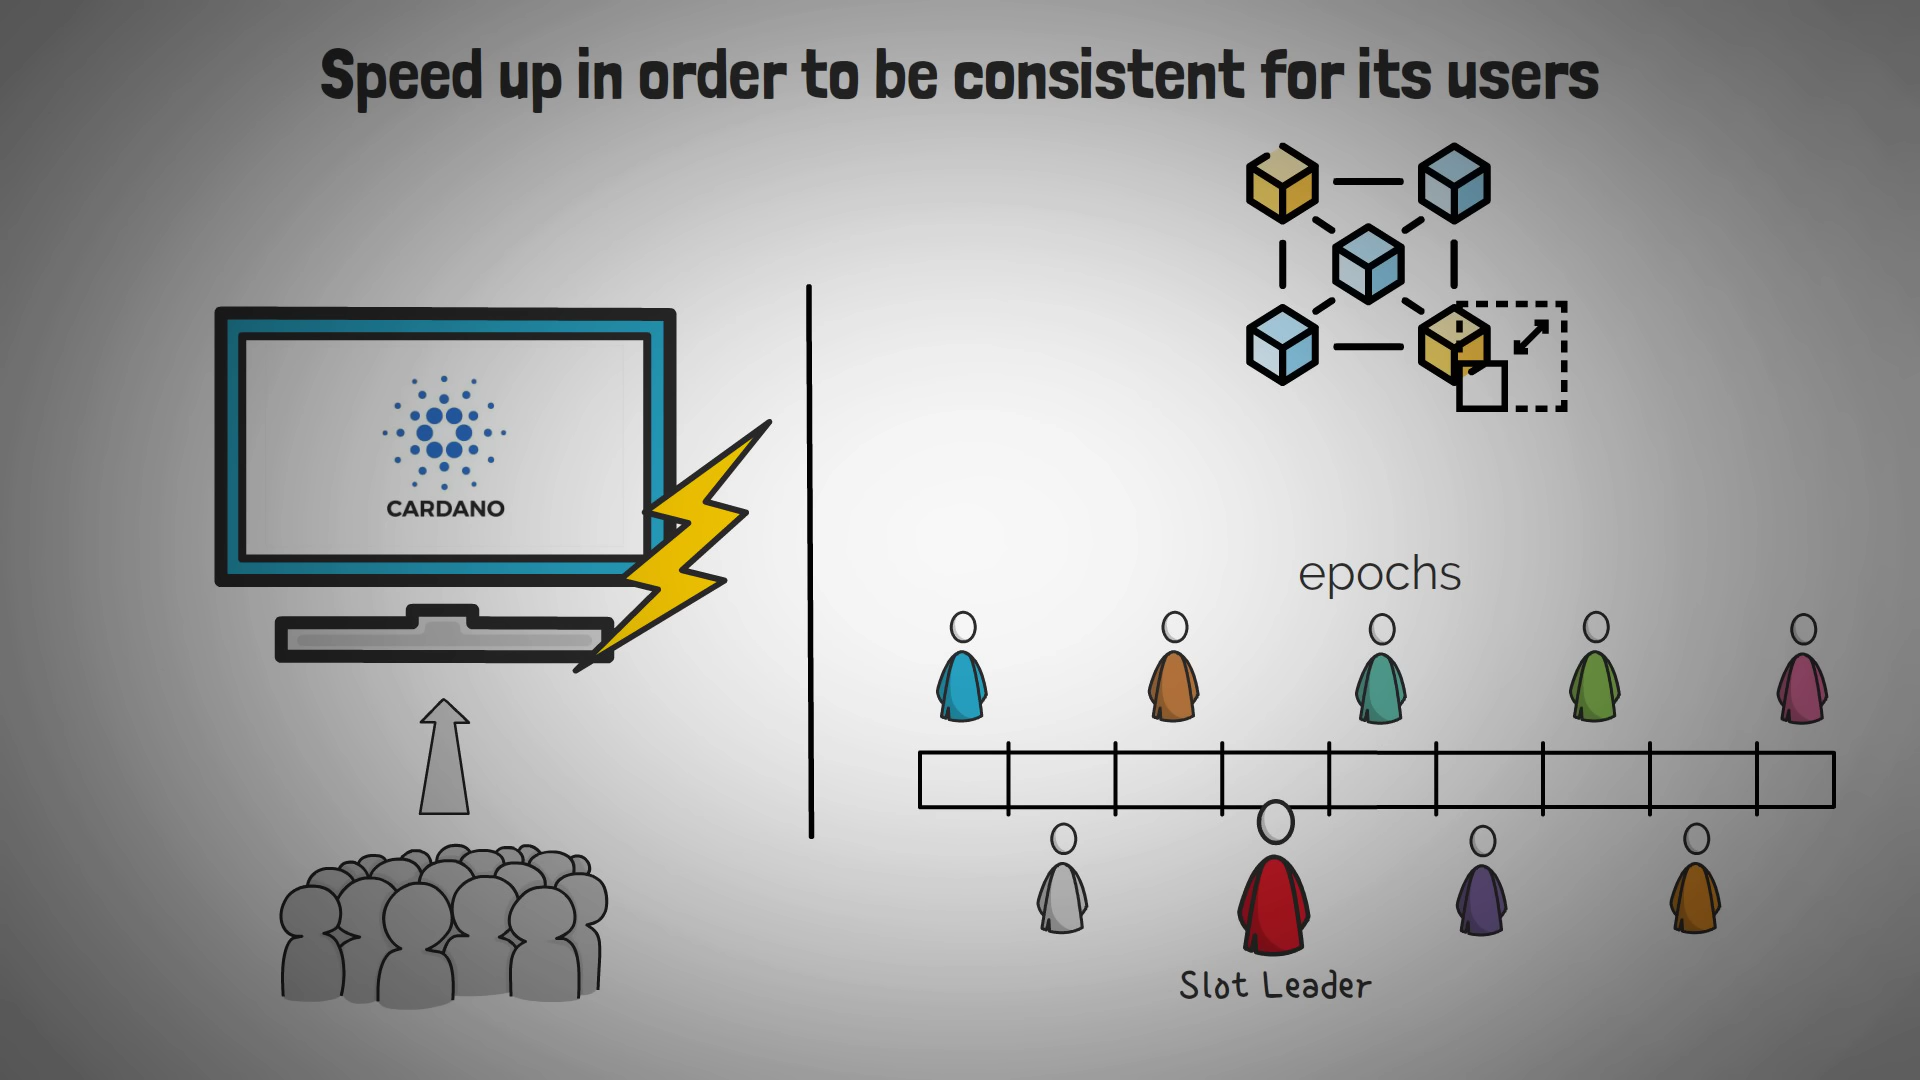 Speed up in order to be consistent for its users
CARDANO
epochs
Slot Leader